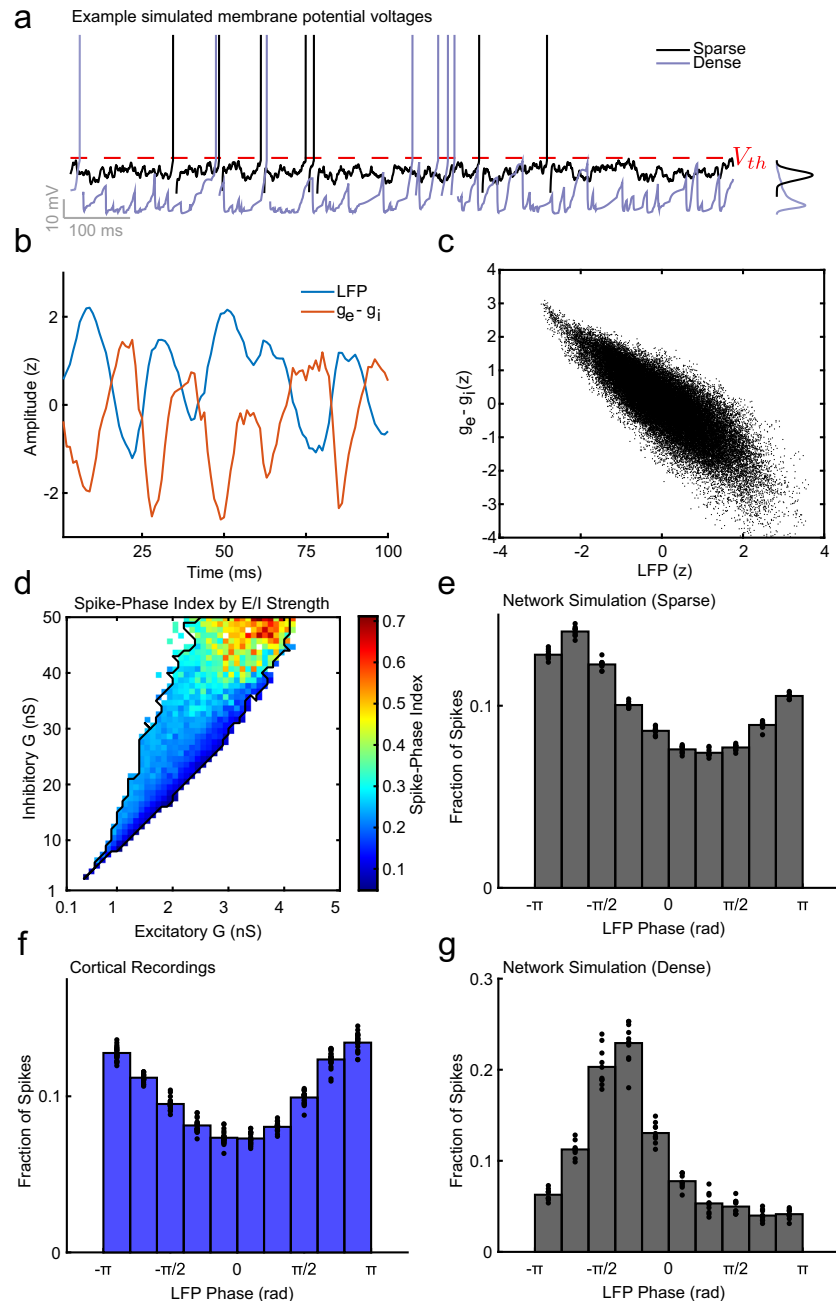 a
Example simulated membrane potential voltages
Sparse
Dense
V_th
10 mV
100 ms
b
LFP
g_e - g_i
2
0
-2
Amplitude (z)
25
50
75
100
Time (ms)
c
4
3
2
1
0
-1
-2
-3
-4
g_e - g_i(z)
-4
-2
0
2
4
LFP (z)
d
Spike-Phase Index by E/I Strength
50
40
30
20
10
1
Inhibitory G (nS)
0.1
1
2
3
4
5
Excitatory G (nS)
0.7
0.6
0.5
0.4
0.3
0.2
0.1
Spike-Phase Index
e
Network Simulation (Sparse)
0.1
0
Fraction of Spikes
-π
-π/2
0
π/2
π
LFP Phase (rad)
f
Cortical Recordings
0.1
0
Fraction of Spikes
-π
-π/2
0
π/2
π
LFP Phase (rad)
g
Network Simulation (Dense)
0.3
0.2
0.1
0
Fraction of Spikes
-π
-π/2
0
π/2
π
LFP Phase (rad)